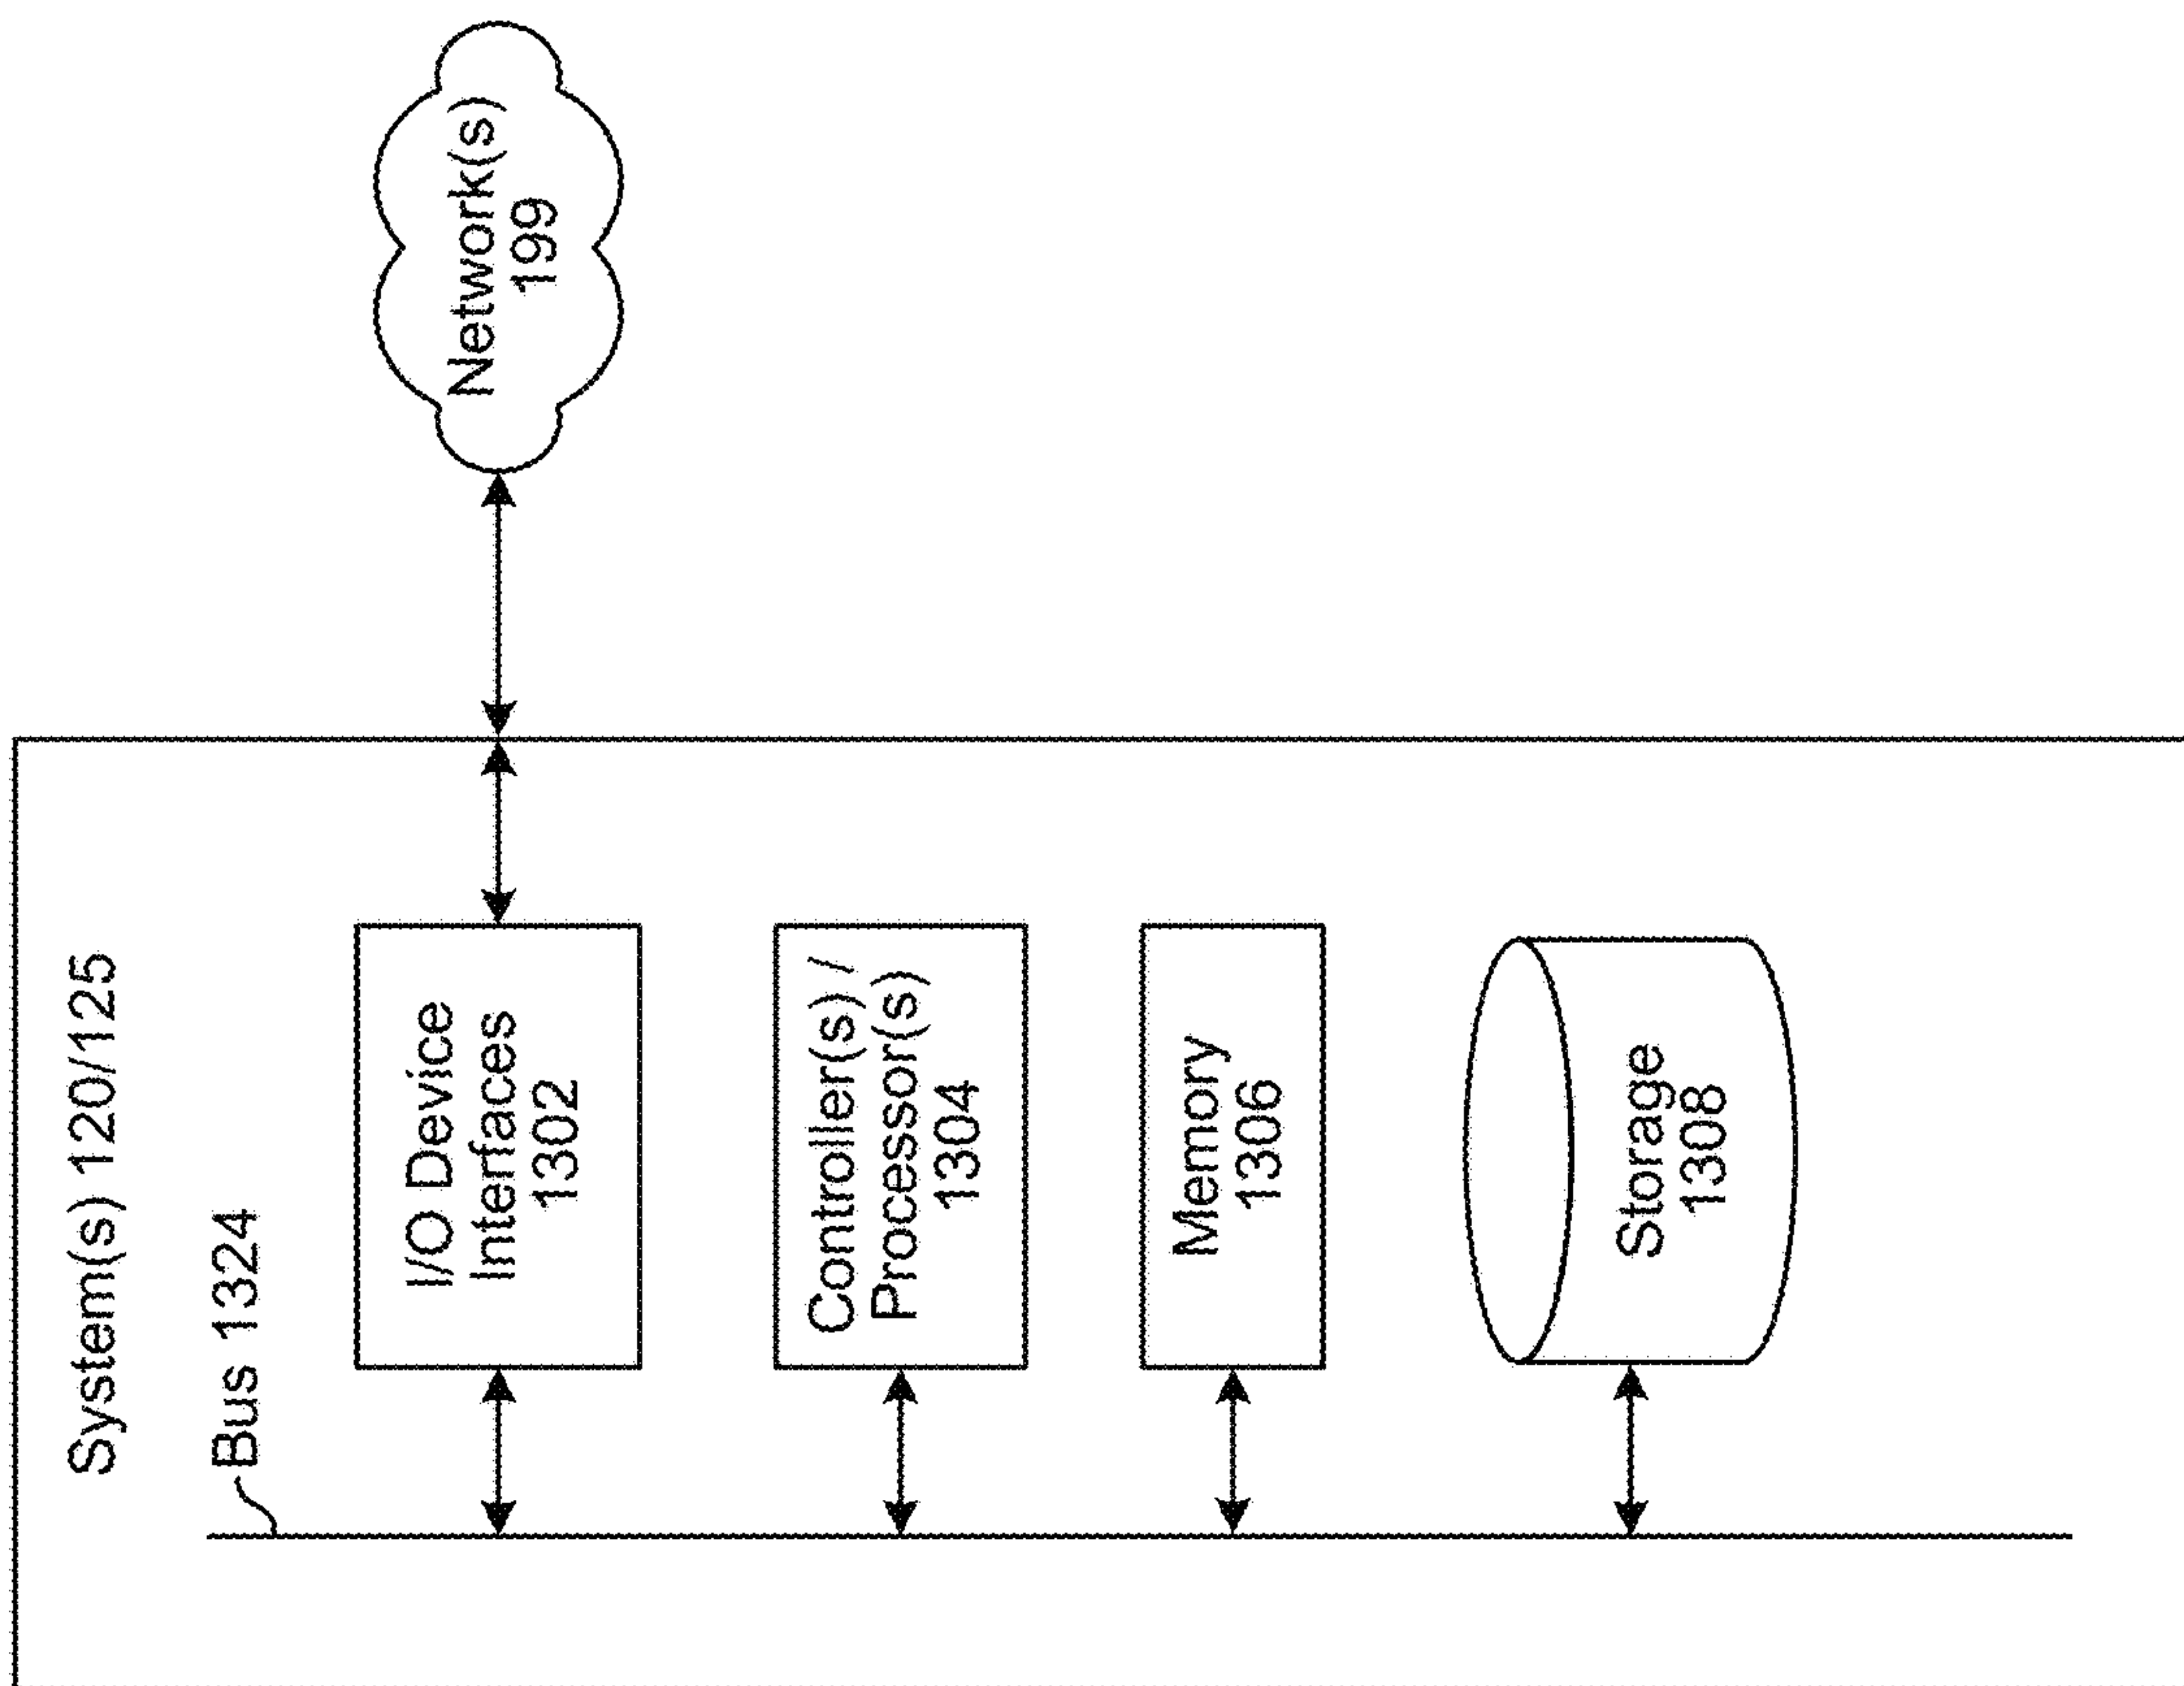 System(s) 120/125
Bus 1324
I/O Device
Interfaces
1302
Network(s)
199
Controller(s) /
Processor(s)
1304
Memory
1306
Storage
1308